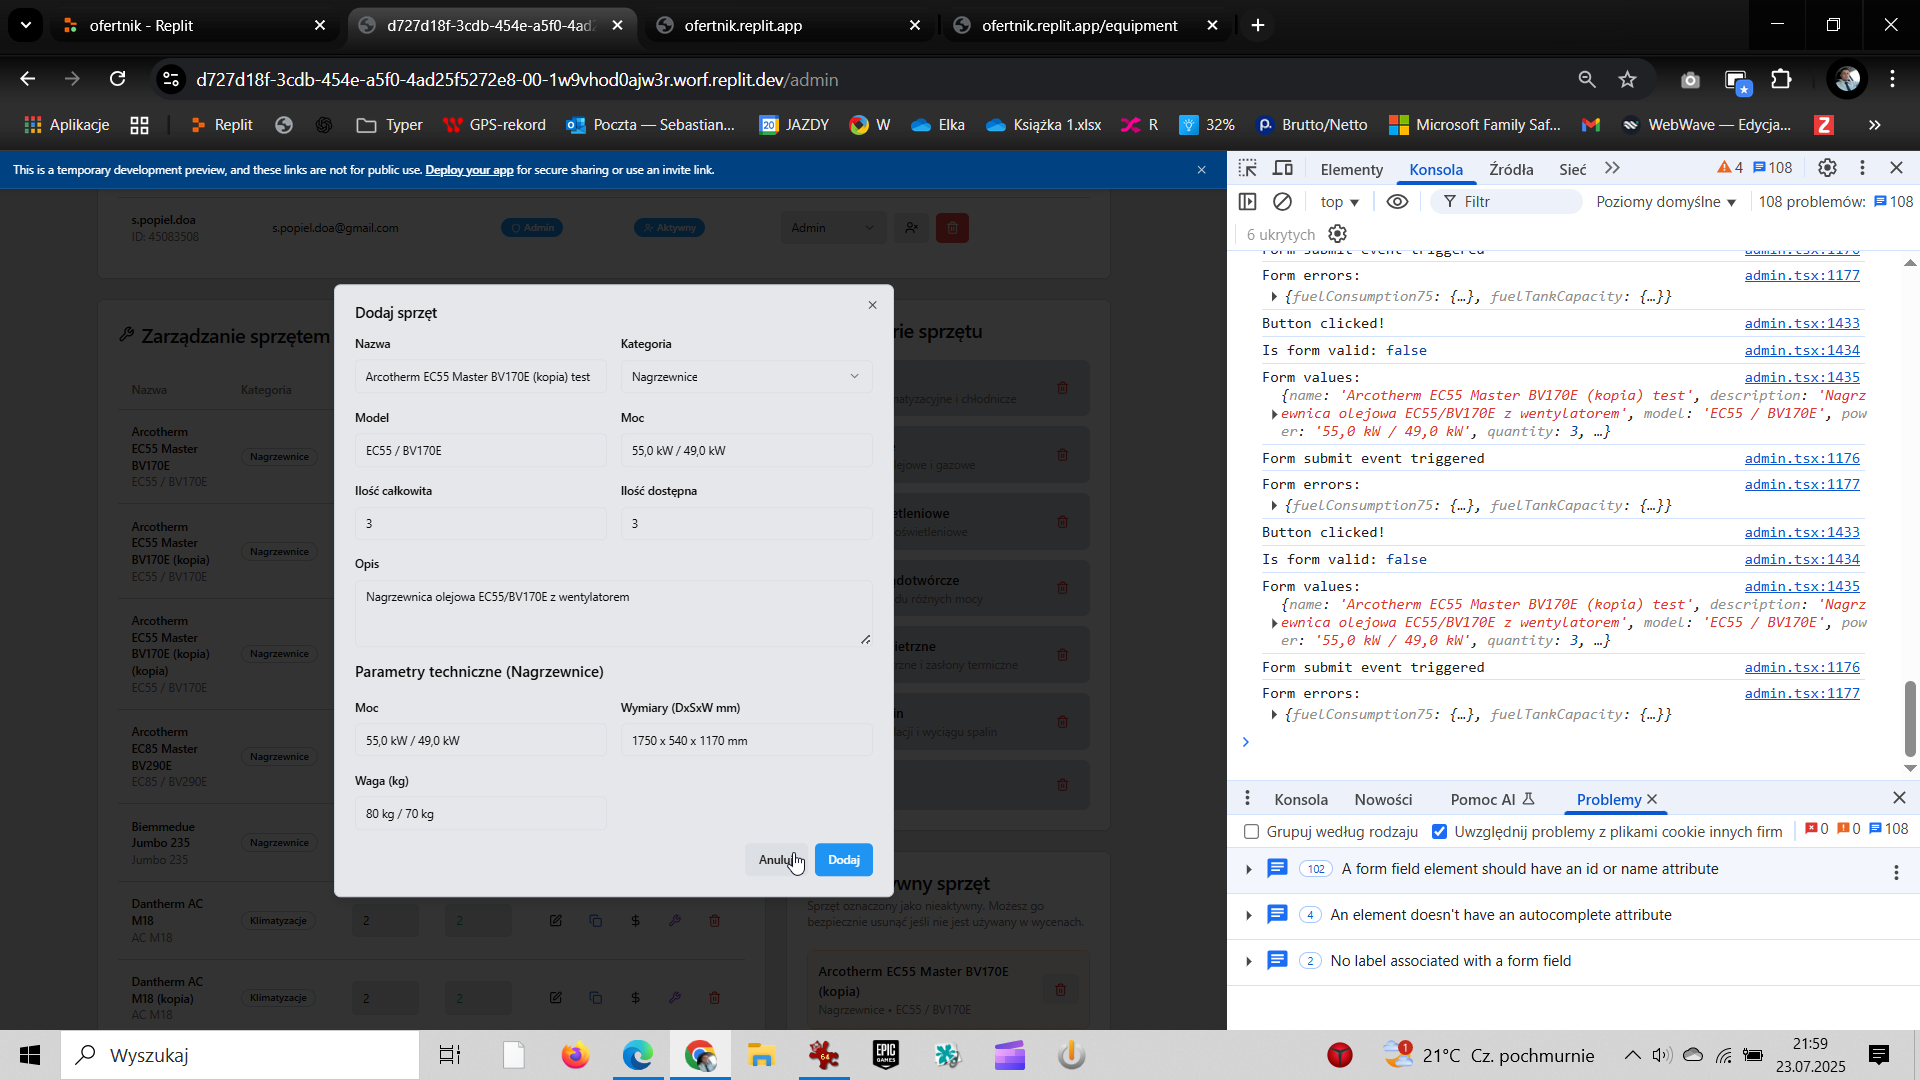 ofertnik - Replit
d727d18f-3cdb-454e-a5f0-4ad2
ofertnik.replit.app
ofertnik.replit.app/equipment
d727d18f-3cdb-454e-a5f0-4ad25f5272e8-00-1w9vhod0ajw3r.worf.replit.dev/admin
Aplikacje
Replit
Typer
GPS-rekord
Poczta — Sebastian...
JAZDY
W
Elka
Książka 1.xlsx
R
32%
Brutto/Netto
Microsoft Family Saf...
WebWave — Edycja...
This is a temporary development preview, and these links are not for public use. Deploy your app for secure sharing or use an invite link.
s.popiel.doa
ID: 45083508
s.popiel.doa@gmail.com
Admin
Aktywny
Admin
Zarządzanie sprzętem
rie sprzętu
Nazwa
Kategoria
Arcotherm
EC55 Master
BV170E
EC55 / BV170E
Nagrzewnice
Arcotherm
EC55 Master
BV170E (kopia)
EC55 / BV170E
Nagrzewnice
Arcotherm
EC55 Master
BV170E (kopia)
(kopia)
EC55 / BV170E
Nagrzewnice
Arcotherm
EC85 Master
BV290E
EC85 / BV290E
Nagrzewnice
Biemmedue
Jumbo 235
Jumbo 235
Nagrzewnice
Dantherm AC
M18
AC M18
Klimatyzacje
2
2
Dantherm AC
M18 (kopia)
AC M18
Klimatyzacje
2
2
Dodaj sprzęt
Nazwa
Kategoria
Arcotherm EC55 Master BV170E (kopia) test
Nagrzewnice
Model
Moc
EC55 / BV170E
55,0 kW / 49,0 kW
Ilość całkowita
Ilość dostępna
3
3
Opis
Nagrzewnica olejowa EC55/BV170E z wentylatorem
Parametry techniczne (Nagrzewnice)
Moc
Wymiary (DxSxW mm)
55,0 kW / 49,0 kW
1750 x 540 x 1170 mm
Waga (kg)
80 kg / 70 kg
Anuluj
Dodaj
matyzacyjne i chłodnicze
ejowe i gazowe
etleniowe
oświetleniowe
dotwórcze
du różnych mocy
ietrzne
rzne i zasłony termiczne
in
acji i wyciągu spalin
wny sprzęt
Sprzęt oznaczony jako nieaktywny. Możesz go
bezpiecznie usunąć jeśli nie jest używany w wycenach.
Arcotherm EC55 Master BV170E
(kopia)
Nagrzewnice • EC55 / BV170E
Elementy
Konsola
Źródła
Sieć
4
108
top
Filtr
Poziomy domyślne
108 problemów:
108
6 ukrytych
Form submit event triggered admin.tsx:1176
Form errors: admin.tsx:1177
{fuelConsumption75: {…}, fuelTankCapacity: {…}}
Button clicked! admin.tsx:1433
Is form valid: false admin.tsx:1434
Form values: admin.tsx:1435
{name: 'Arcotherm EC55 Master BV170E (kopia) test', description: 'Nagrz
ewnica olejowa EC55/BV170E z wentylatorem', model: 'EC55 / BV170E', pow
er: '55,0 kW / 49,0 kW', quantity: 3, …}
Form submit event triggered admin.tsx:1176
Form errors: admin.tsx:1177
{fuelConsumption75: {…}, fuelTankCapacity: {…}}
Button clicked! admin.tsx:1433
Is form valid: false admin.tsx:1434
Form values: admin.tsx:1435
{name: 'Arcotherm EC55 Master BV170E (kopia) test', description: 'Nagrz
ewnica olejowa EC55/BV170E z wentylatorem', model: 'EC55 / BV170E', pow
er: '55,0 kW / 49,0 kW', quantity: 3, …}
Form submit event triggered admin.tsx:1176
Form errors: admin.tsx:1177
{fuelConsumption75: {…}, fuelTankCapacity: {…}}
Konsola
Nowości
Pomoc AI
Problemy
Grupuj według rodzaju
Uwzględnij problemy z plikami cookie innych firm
0
0
108
102 A form field element should have an id or name attribute
4 An element doesn't have an autocomplete attribute
2 No label associated with a form field
Wyszukaj
64
EPIC
GAMES
1
21°C Cz. pochmurnie
21:59
23.07.2025